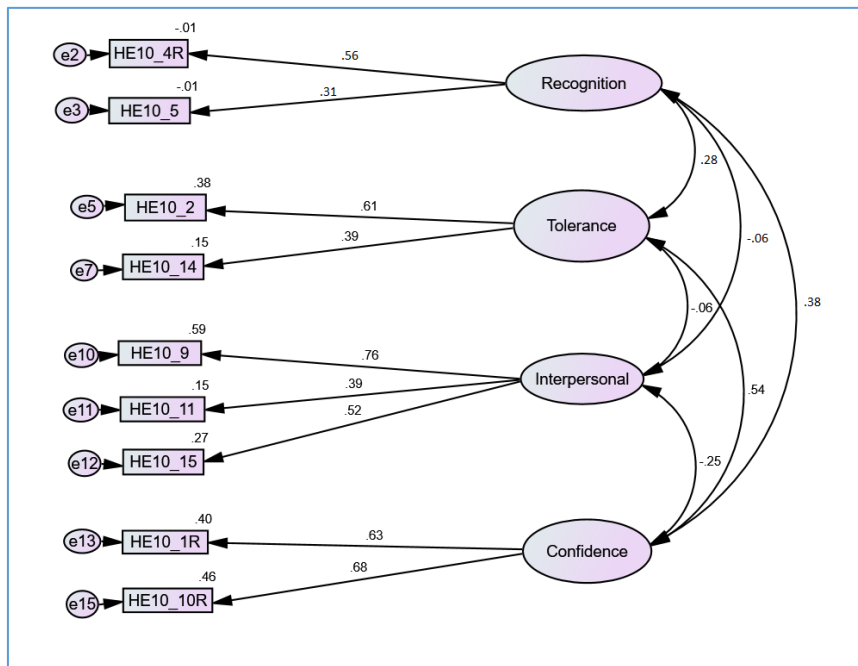 -.01
e2 HE10_4R .56 Recognition
-.01
e3 HE10_5 .31
.28
.38
e5 HE10_2 .61 Tolerance
-.06
.15
e7 HE10_14 .39
-.06 .38
.59
e10 HE10_9 .76 Interpersonal
.15
e11 HE10_11 .39 .54
.52
.27
e12 HE10_15 -.25
.40
e13 HE10_1R .63 Confidence
.46 .68
e15 HE10_10R